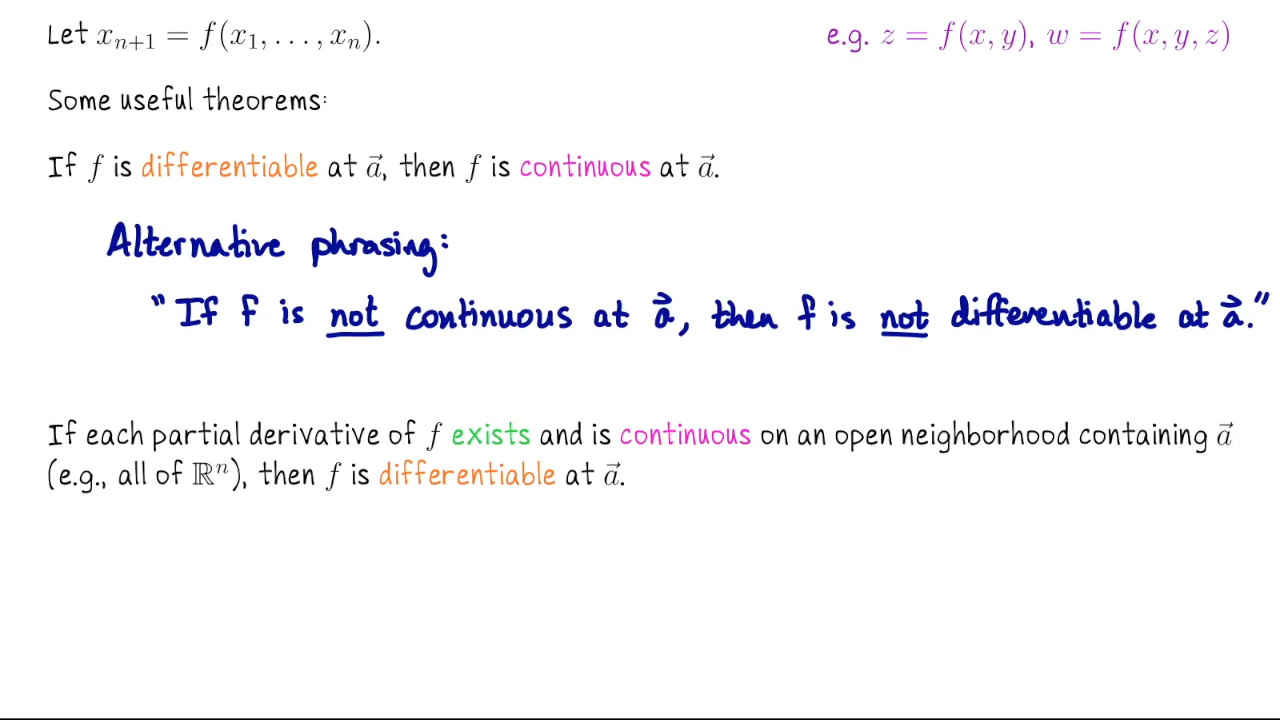 Let $x_{n+1} = f(x_1, \ldots, x_n)$.
e.g. $z = f(x, y)$, $w = f(x, y, z)$
Some useful theorems:
If $f$ is differentiable at $\vec{a}$, then $f$ is continuous at $\vec{a}$.
Alternative phrasing:
"If f is not continuous at $\vec{a}$, then f is not differentiable at $\vec{a}$."
If each partial derivative of $f$ exists and is continuous on an open neighborhood containing $\vec{a}$
(e.g., all of $\mathbb{R}^n$), then $f$ is differentiable at $\vec{a}$.